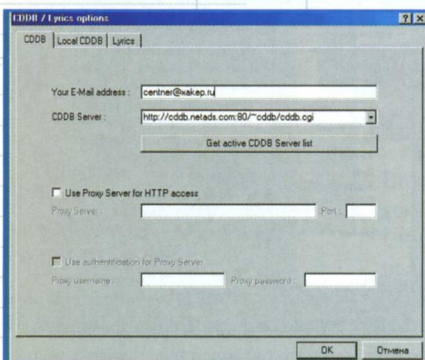 CDDB / Lyrics options
CDDB Local CDDB Lyrics
Your E-Mail address : centner@xakep.ru
CDDB Server : http://cddb.netads.com:80/~cddb/cddb.cgi
Get active CDDB Server list
Use Proxy Server for HTTP access
Proxy Server : Port :
Use authentification for Proxy Server
Proxy username : Proxy password :
OK Отмена